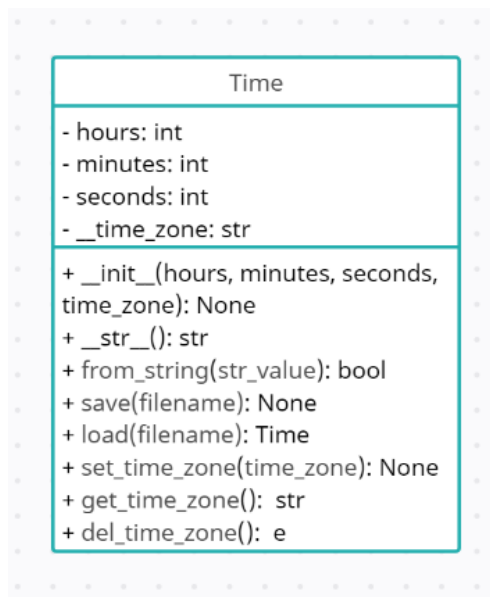 Time
- hours: int
- minutes: int
- seconds: int
- __time_zone: str
+ __init__(hours, minutes, seconds,
time_zone): None
+ __str__(): str
+ from_string(str_value): bool
+ save(filename): None
+ load(filename): Time
+ set_time_zone(time_zone): None
+ get_time_zone():  str
+ del_time_zone():  e